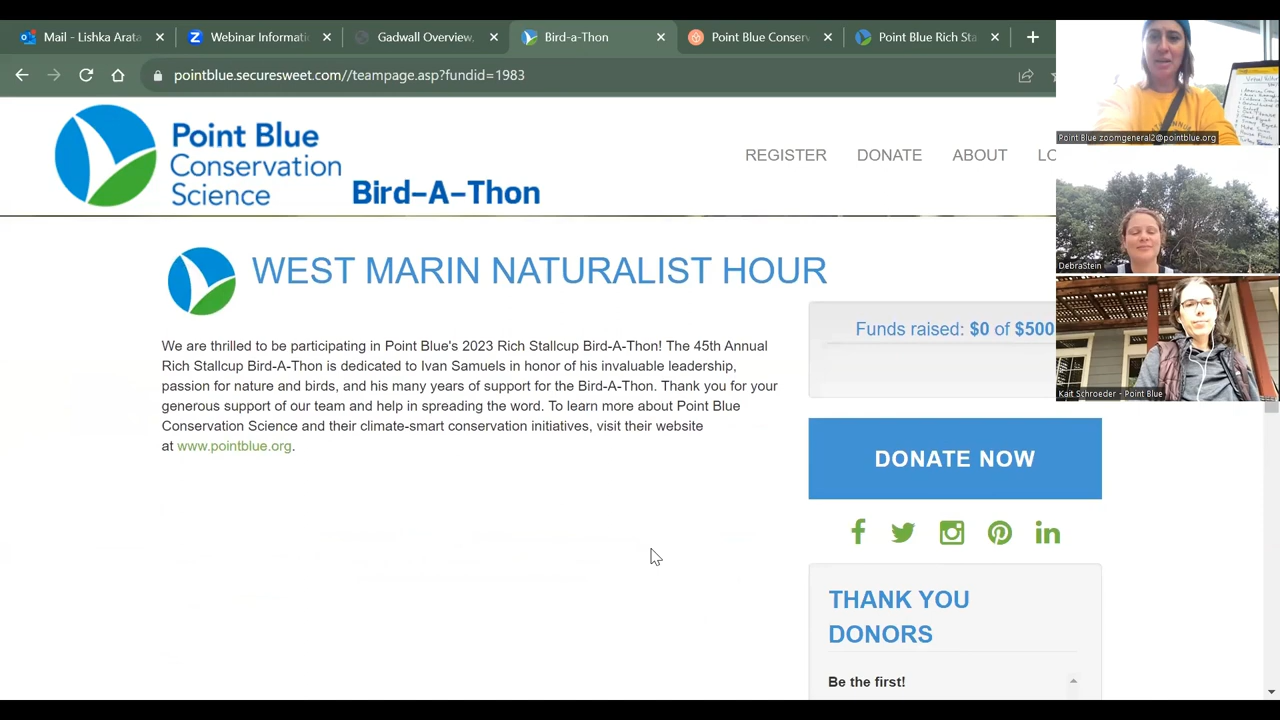 Mail - Lishka Arata
Webinar Informati
Gadwall Overview,
Bird-a-Thon
Point Blue Conserv
Point Blue Rich Sta
pointblue.securesweet.com//teampage.asp?fundid=1983
Point Blue
Conservation
Science
Bird-A-Thon
REGISTER
DONATE
ABOUT
LO
WEST MARIN NATURALIST HOUR
We are thrilled to be participating in Point Blue's 2023 Rich Stallcup Bird-A-Thon! The 45th Annual
Rich Stallcup Bird-A-Thon is dedicated to Ivan Samuels in honor of his invaluable leadership,
passion for nature and birds, and his many years of support for the Bird-A-Thon. Thank you for your
generous support of our team and help in spreading the word. To learn more about Point Blue
Conservation Science and their climate-smart conservation initiatives, visit their website
at www.pointblue.org.
Funds raised: $0 of $500
DONATE NOW
THANK YOU
DONORS
Be the first!
Point Blue zoomgeneral2@pointblue.org
DebraStein
Kait Schroeder - Point Blue